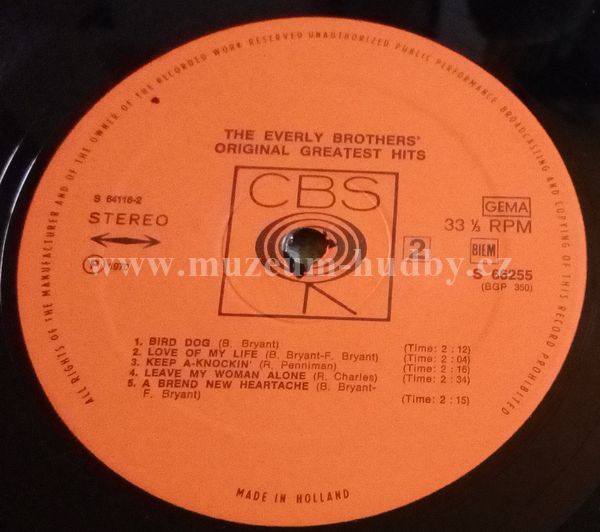 ALL RIGHTS OF THE MANUFACTURER AND OF THE OWNER OF THE RECORDED WORK RESERVED UNAUTHORIZED PUBLIC PERFORMANCE BROADCASTING AND COPYING OF THIS RECORD PROHIBITED
THE EVERLY BROTHERS'
ORIGINAL GREATEST HITS
S 64116-2
STEREO
CBS
GEMA
33 ⅓ RPM
2
BIEM
℗ 1970
S 66255
(BGP 350)
www.muzeum-hudby.cz
1. BIRD DOG (B. Bryant) (Time: 2 : 12)
2. LOVE OF MY LIFE (B. Bryant-F. Bryant) (Time: 2 : 04)
3. KEEP A-KNOCKIN' (R. Penniman) (Time: 2 : 16)
4. LEAVE MY WOMAN ALONE (R. Charles) (Time: 2 : 34)
5. A BREND NEW HEARTACHE (B. Bryant-
F. Bryant) (Time: 2 : 15)
MADE IN HOLLAND